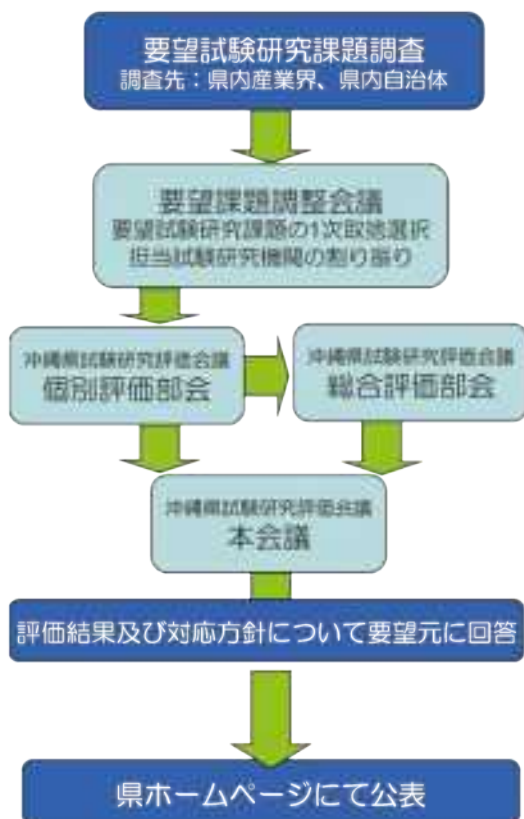 要望試験研究課題調査
調査先：県内産業界、県内自治体
要望課題調整会議
要望試験研究課題の1次取捨選択
担当試験研究機関の割り振り
沖縄県試験研究評価会議
個別評価部会
沖縄県試験研究評価会議
総合評価部会
沖縄県試験研究評価会議
本会議
評価結果及び対応方針について要望元に回答
県ホームページにて公表